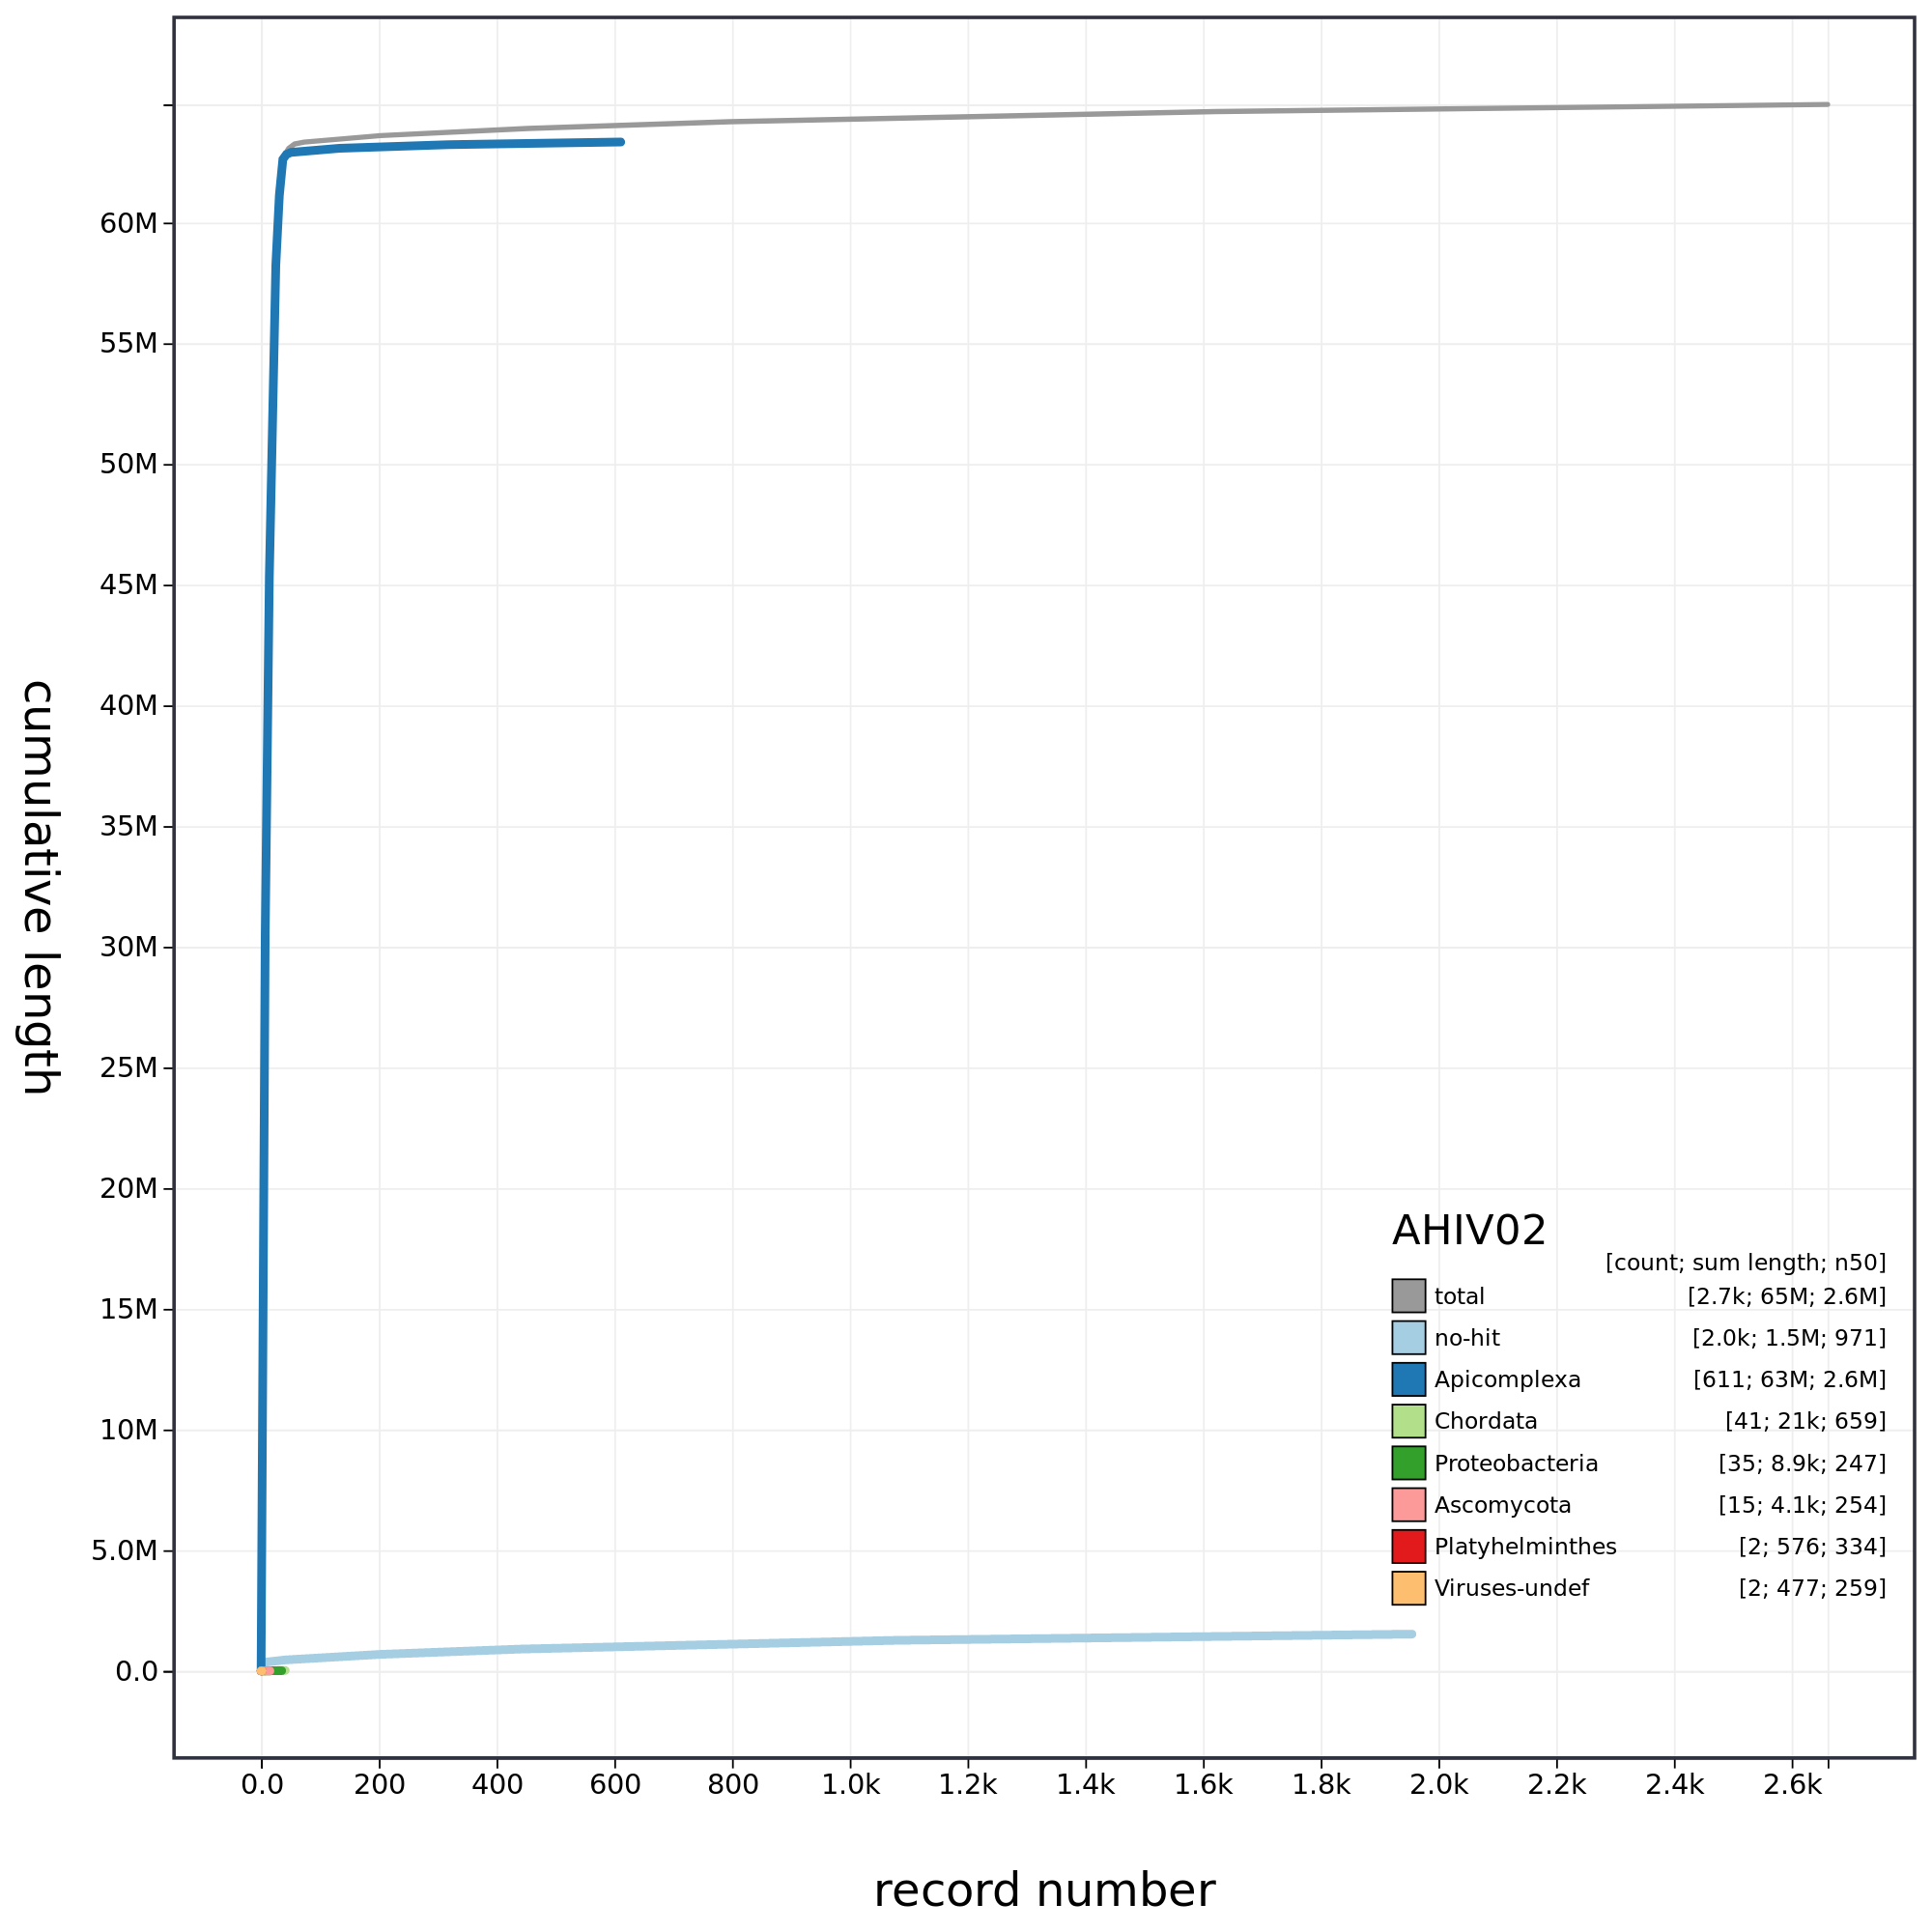 60M
55M
50M
45M
40M
35M
30M
25M
20M
15M
10M
5.0M
0.0
cumulative length
AHIV02
[count; sum length; n50]
total [2.7k; 65M; 2.6M]
no-hit [2.0k; 1.5M; 971]
Apicomplexa [611; 63M; 2.6M]
Chordata [41; 21k; 659]
Proteobacteria [35; 8.9k; 247]
Ascomycota [15; 4.1k; 254]
Platyhelminthes [2; 576; 334]
Viruses-undef [2; 477; 259]
0.0 200 400 600 800 1.0k 1.2k 1.4k 1.6k 1.8k 2.0k 2.2k 2.4k 2.6k
record number